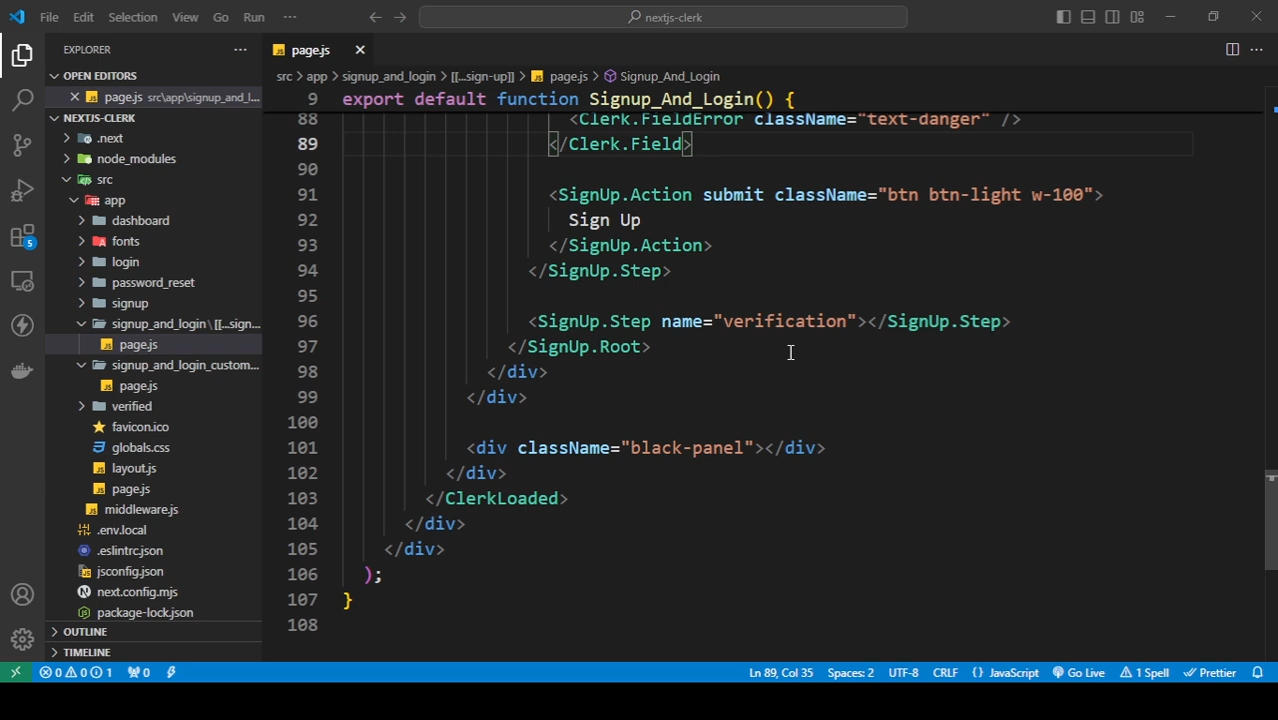 File Edit Selection View Go Run ··· nextjs-clerk
EXPLORER ···
OPEN EDITORS
page.js src\app\signup_and_l...
NEXTJS-CLERK
.next
node_modules
src
app
dashboard
fonts
login
password_reset
signup
signup_and_login\[[...sign...
page.js
signup_and_login_custom...
page.js
verified
favicon.ico
globals.css
layout.js
page.js
middleware.js
.env.local
.eslintrc.json
jsconfig.json
next.config.mjs
package-lock.json
OUTLINE
TIMELINE
page.js
src > app > signup_and_login > [[...sign-up]] > page.js > Signup_And_Login
9 export default function Signup_And_Login() {
88 <Clerk.FieldError className="text-danger" />
89 </Clerk.Field>
90
91 <SignUp.Action submit className="btn btn-light w-100">
92 Sign Up
93 </SignUp.Action>
94 </SignUp.Step>
95
96 <SignUp.Step name="verification"></SignUp.Step>
97 </SignUp.Root>
98 </div>
99 </div>
100
101 <div className="black-panel"></div>
102 </div>
103 </ClerkLoaded>
104 </div>
105 </div>
106 );
107 }
108
5
0 0 1 0 Ln 89, Col 35 Spaces: 2 UTF-8 CRLF {} JavaScript Go Live 1 Spell Prettier